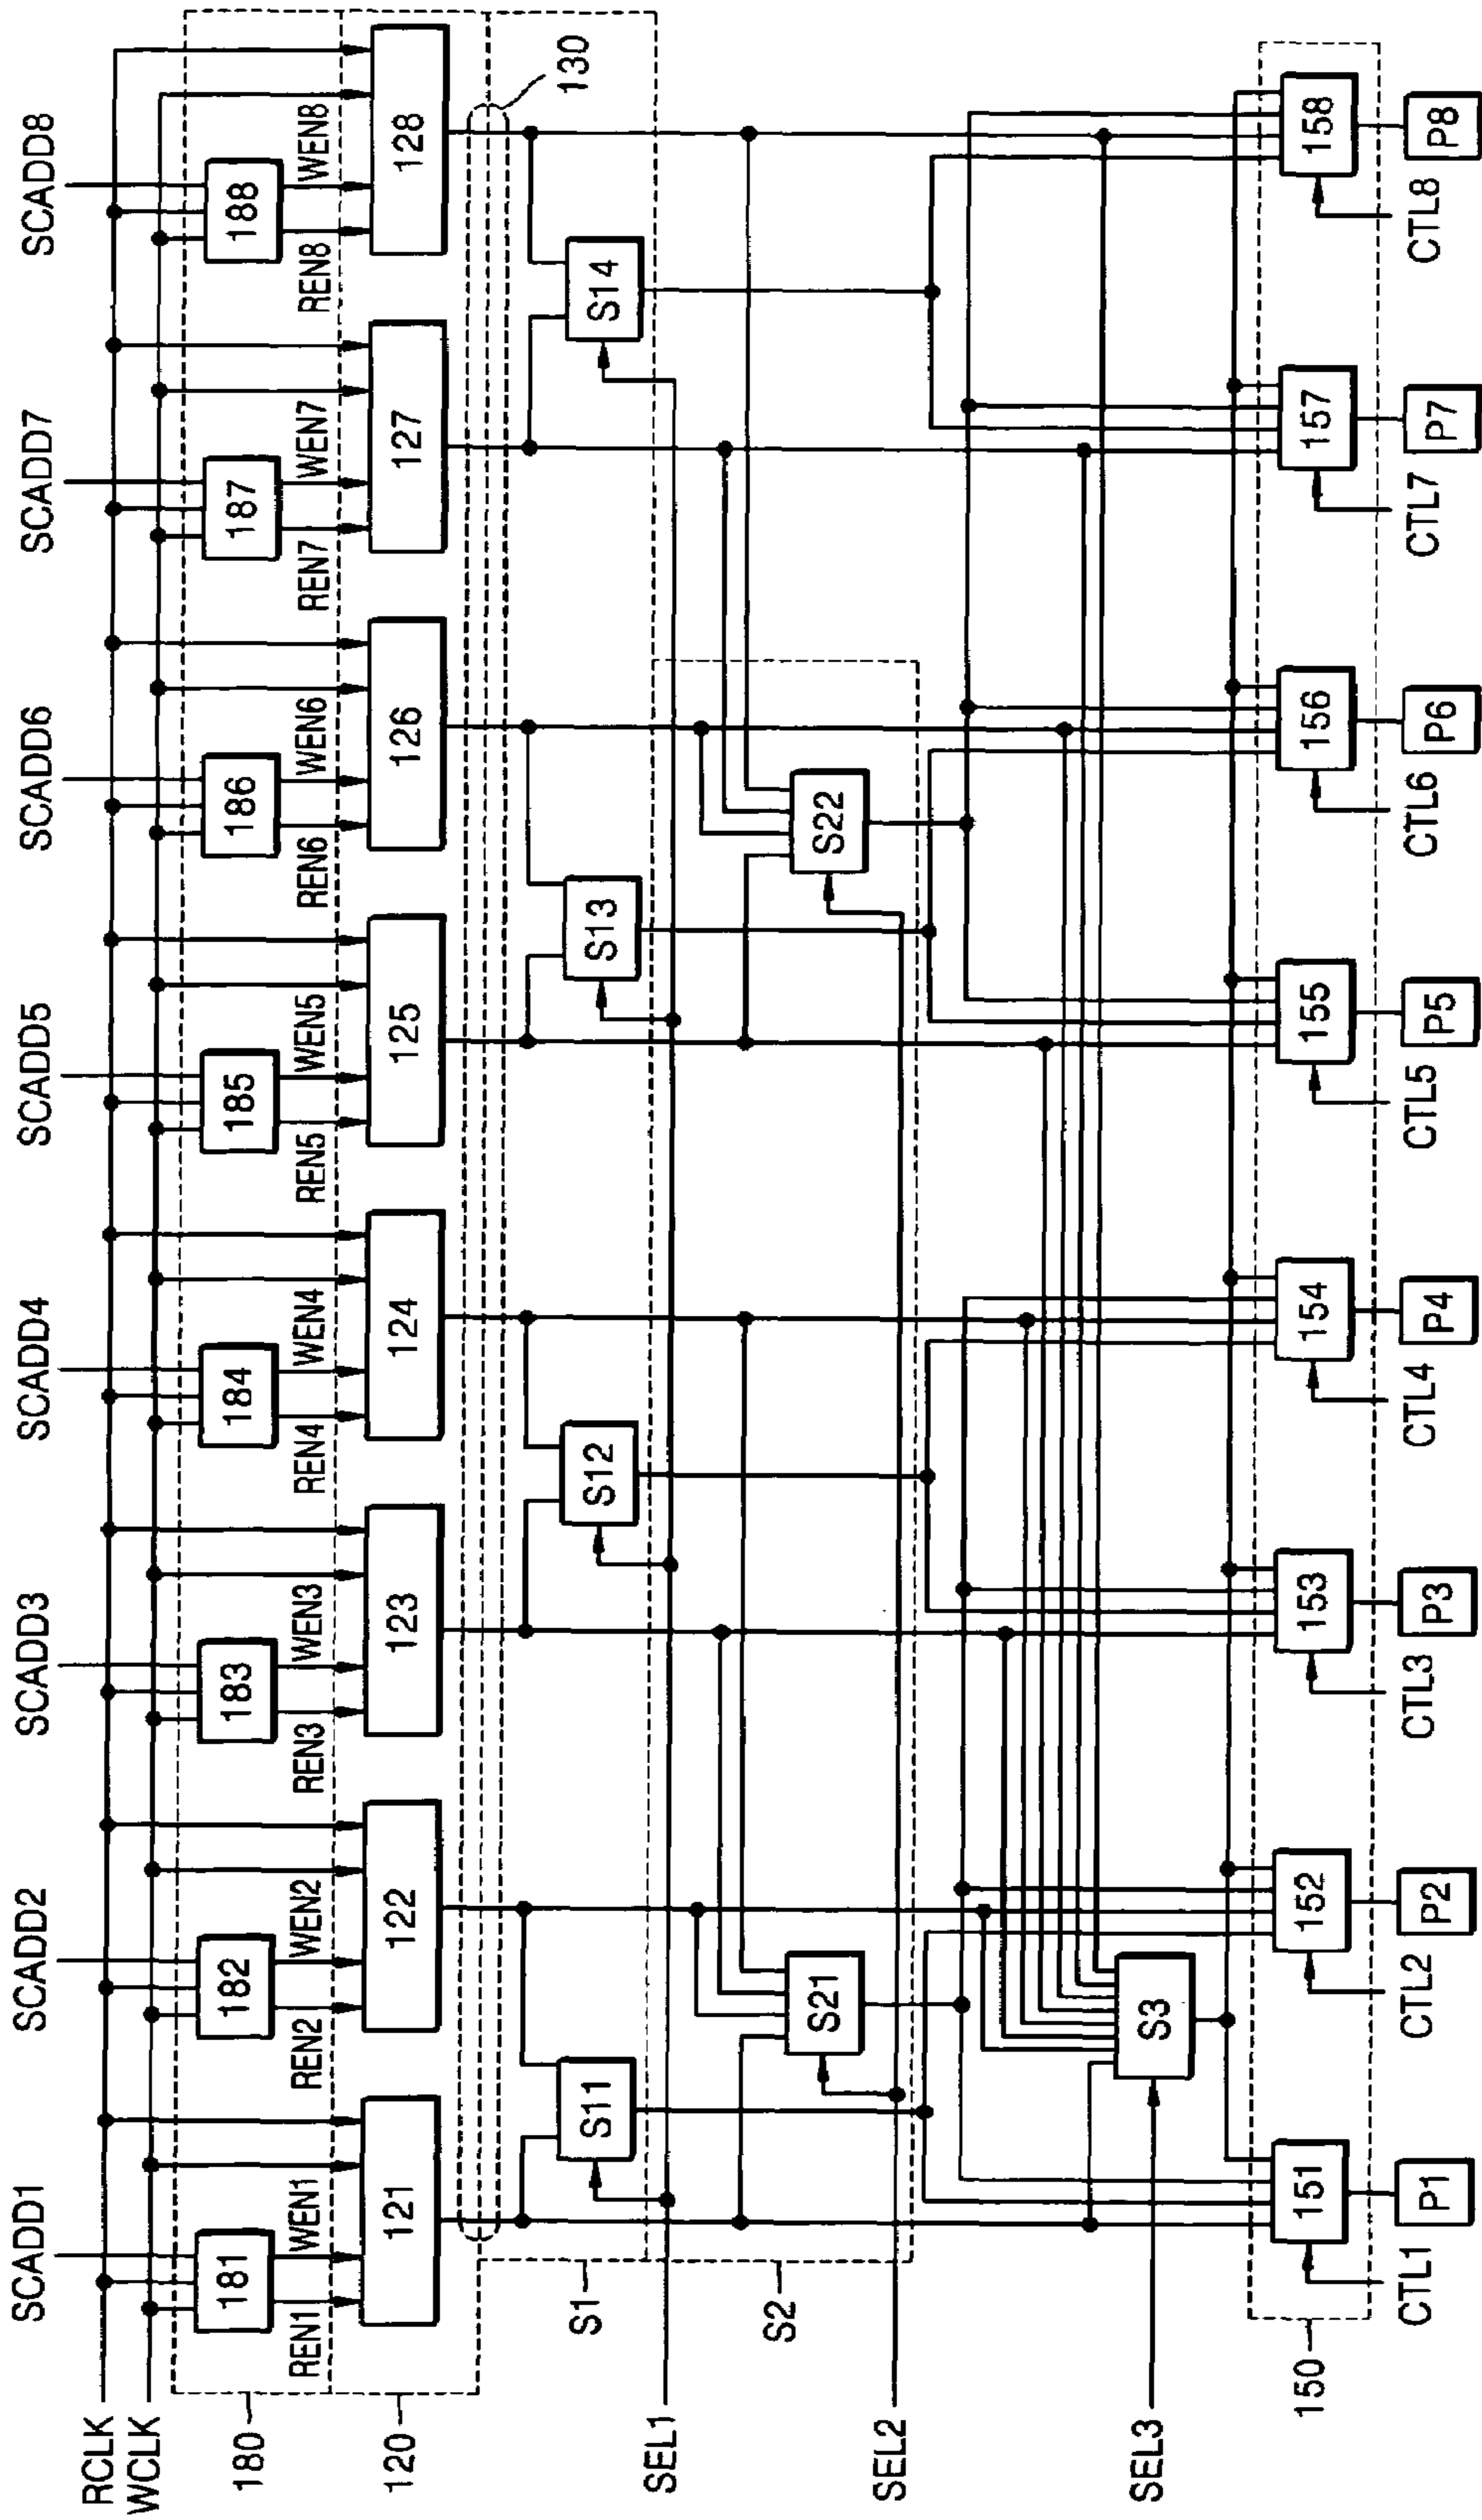 SCADD1 SCADD2 SCADD3 SCADD4 SCADD5 SCADD6 SCADD7 SCADD8
RCLK
WCLK
181 182 183 184 185 186 187 188
180
REN1 WEN1 REN2 WEN2 REN3 WEN3 REN4 WEN4 REN5 WEN5 REN6 WEN6 REN7 WEN7 REN8 WEN8
120
121 122 123 124 125 126 127 128
130
S1
S11 S12 S13 S14
SEL1
S2
S21 S22
SEL2
SEL3
S3
150
151 152 153 154 155 156 157 158
CTL1 P1 CTL2 P2 CTL3 P3 CTL4 P4 CTL5 P5 CTL6 P6 CTL7 P7 CTL8 P8